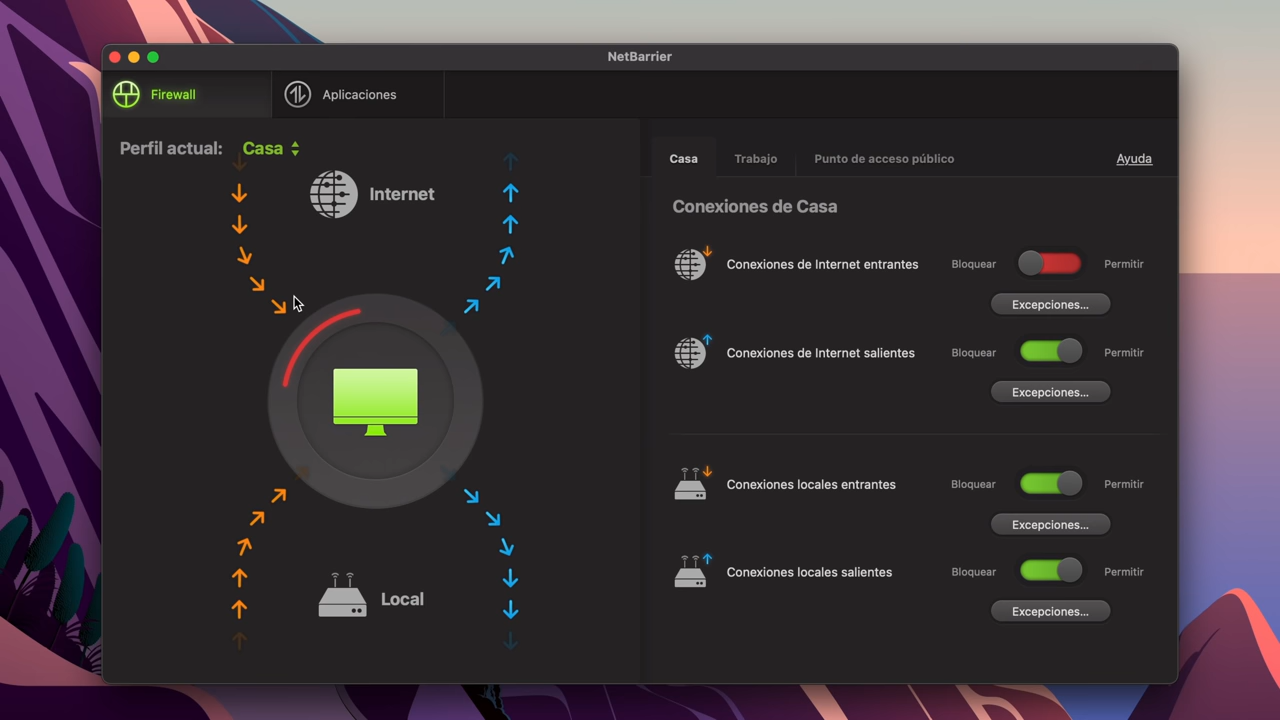 NetBarrier
Firewall
Aplicaciones
Perfil actual: Casa
Internet
Local
Casa
Trabajo
Punto de acceso público
Ayuda
Conexiones de Casa
Conexiones de Internet entrantes
Bloquear
Permitir
Excepciones...
Conexiones de Internet salientes
Bloquear
Permitir
Excepciones...
Conexiones locales entrantes
Bloquear
Permitir
Excepciones...
Conexiones locales salientes
Bloquear
Permitir
Excepciones...